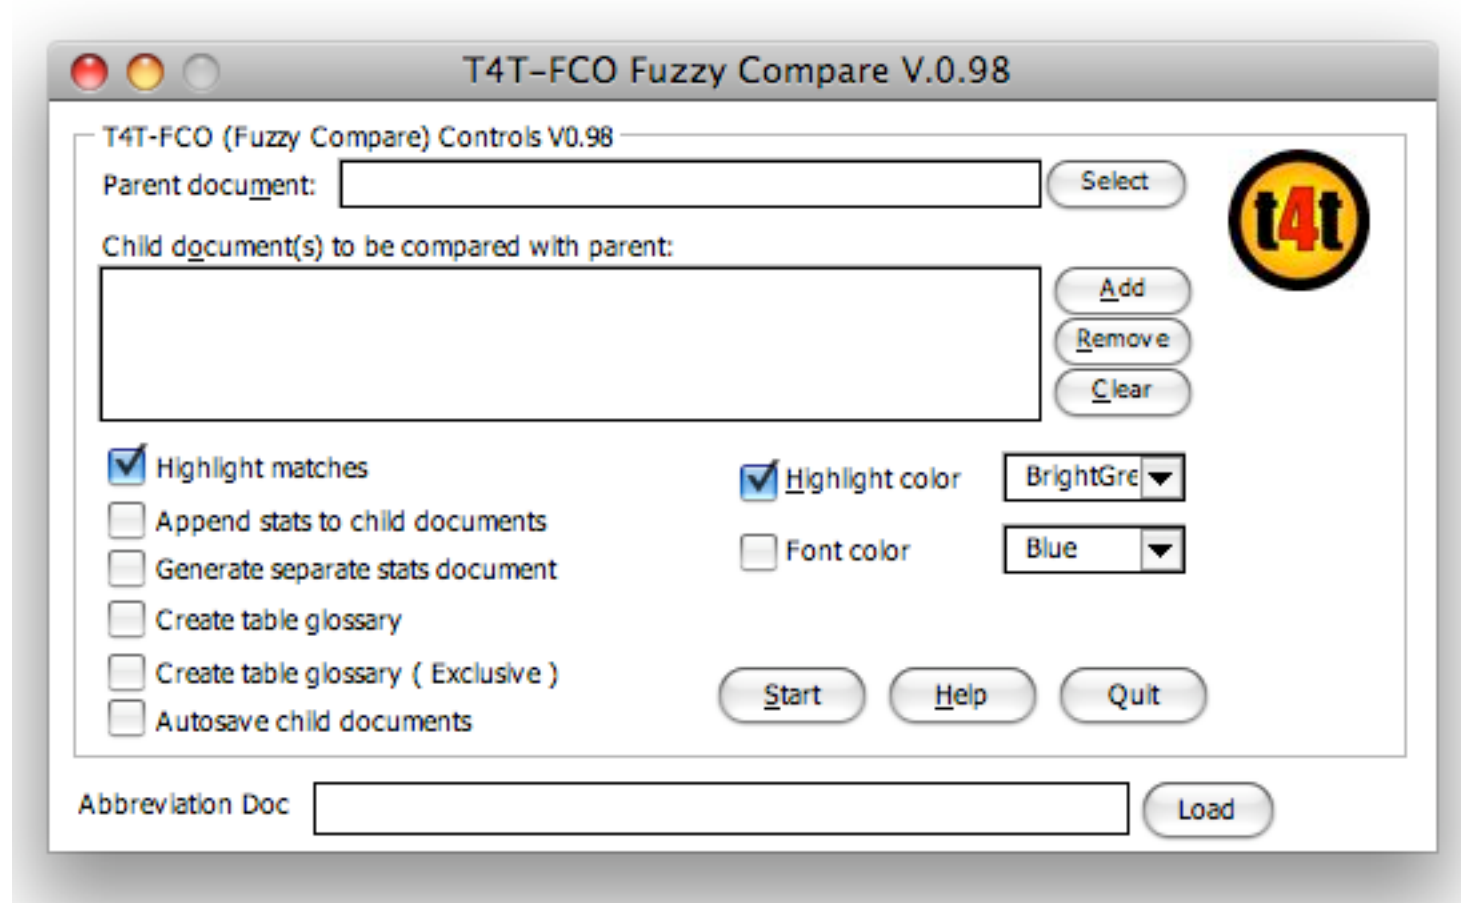 T4T-FCO Fuzzy Compare V.0.98
T4T-FCO (Fuzzy Compare) Controls V0.98
Parent document:
Select
t4t
Child document(s) to be compared with parent:
Add
Remove
Clear
Highlight matches
Highlight color
BrightGre
Append stats to child documents
Font color
Blue
Generate separate stats document
Create table glossary
Create table glossary ( Exclusive )
Start
Help
Quit
Autosave child documents
Abbreviation Doc
Load